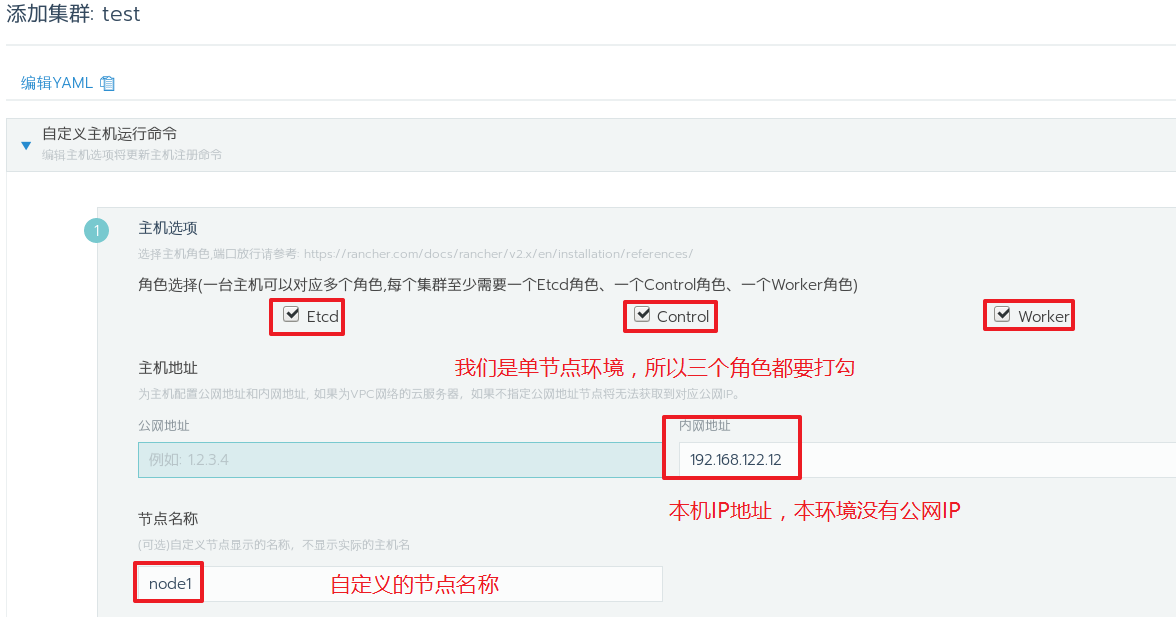 添加集群: test
编辑YAML
自定义主机运行命令
编辑主机选项将更新主机注册命令
1
主机选项
选择主机角色,端口放行请参考: https://rancher.com/docs/rancher/v2.x/en/installation/references/
角色选择(一台主机可以对应多个角色,每个集群至少需要一个Etcd角色、一个Control角色、一个Worker角色)
Etcd Control Worker
主机地址 我们是单节点环境，所以三个角色都要打勾
为主机配置公网地址和内网地址, 如果为VPC网络的云服务器，如果不指定公网地址节点将无法获取到对应公网IP。
公网地址 内网地址
例如: 1.2.3.4 192.168.122.12
本机IP地址，本环境没有公网IP
节点名称
(可选)自定义节点显示的名称，不显示实际的主机名
node1 自定义的节点名称